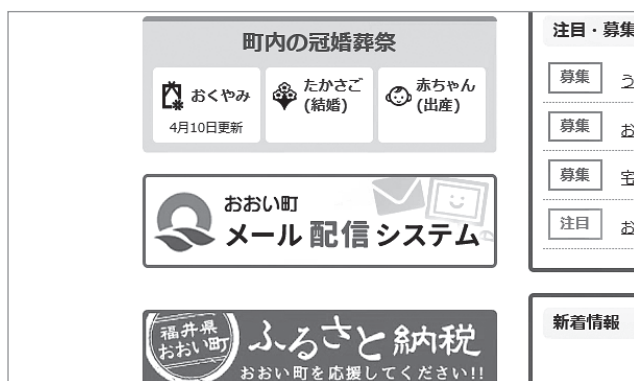 町内の冠婚葬祭
おくやみ
4月10日更新
たかさご
(結婚)
赤ちゃん
(出産)
おおい町
メール配信システム
福井県
おおい町
ふるさと納税
おおい町を応援してください!!
注目・募集
募集 う
募集 お
募集 宝
注目 お
新着情報